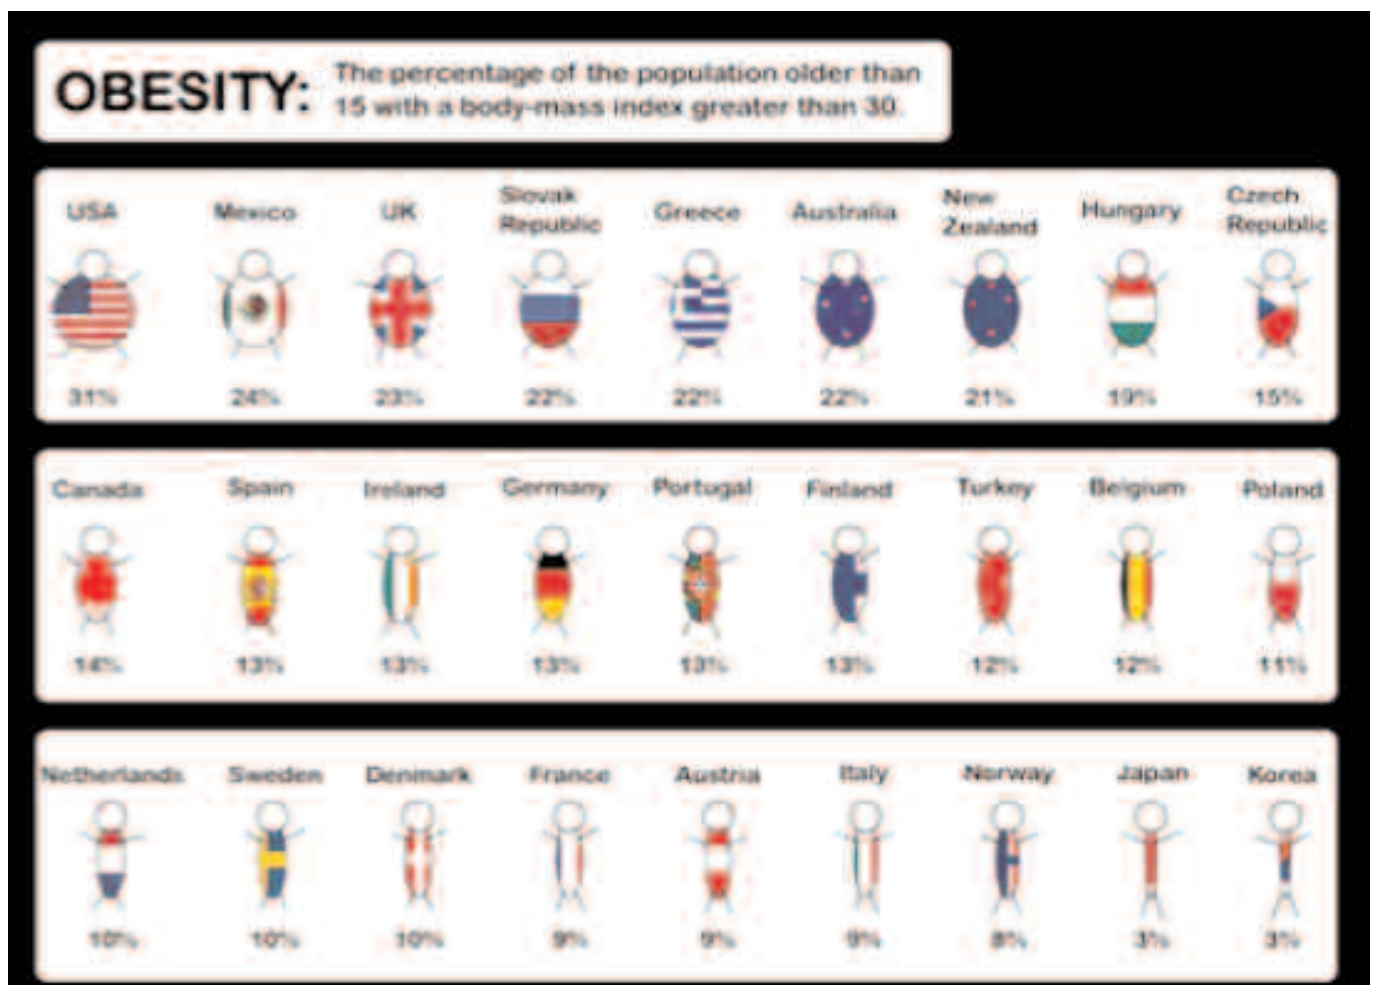 OBESITY:
The percentage of the population older than
15 with a body-mass index greater than 30.
USA Mexico UK Slovak Republic Greece Australia New Zealand Hungary Czech Republic
31% 24% 23% 22% 22% 22% 21% 19% 15%
Canada Spain Ireland Germany Portugal Finland Turkey Belgium Poland
14% 13% 13% 13% 13% 13% 12% 12% 11%
Netherlands Sweden Denmark France Austria Italy Norway Japan Korea
10% 10% 10% 9% 9% 9% 8% 3% 3%